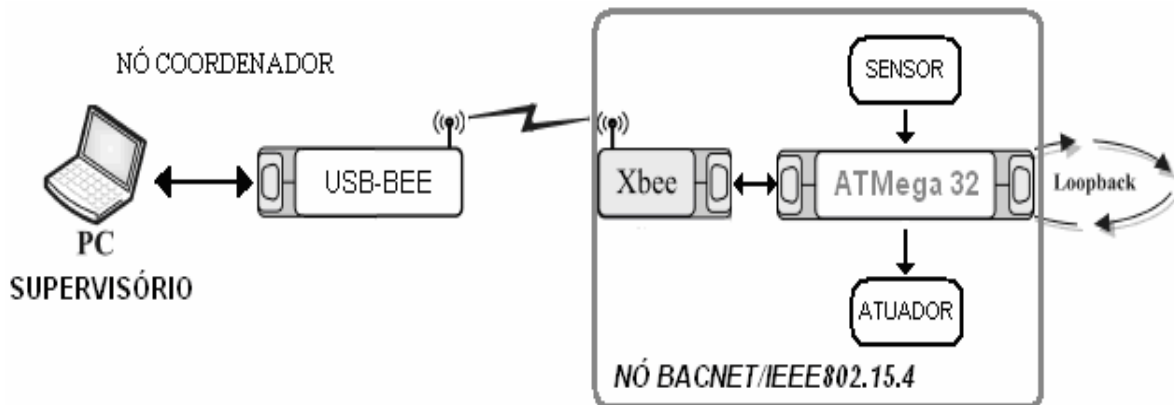 NÓ COORDENADOR
SENSOR
USB-BEE
Xbee
ATMega 32
Loopback
PC
SUPERVISÓRIO
ATUADOR
NÓ BACNET/IEEE802.15.4